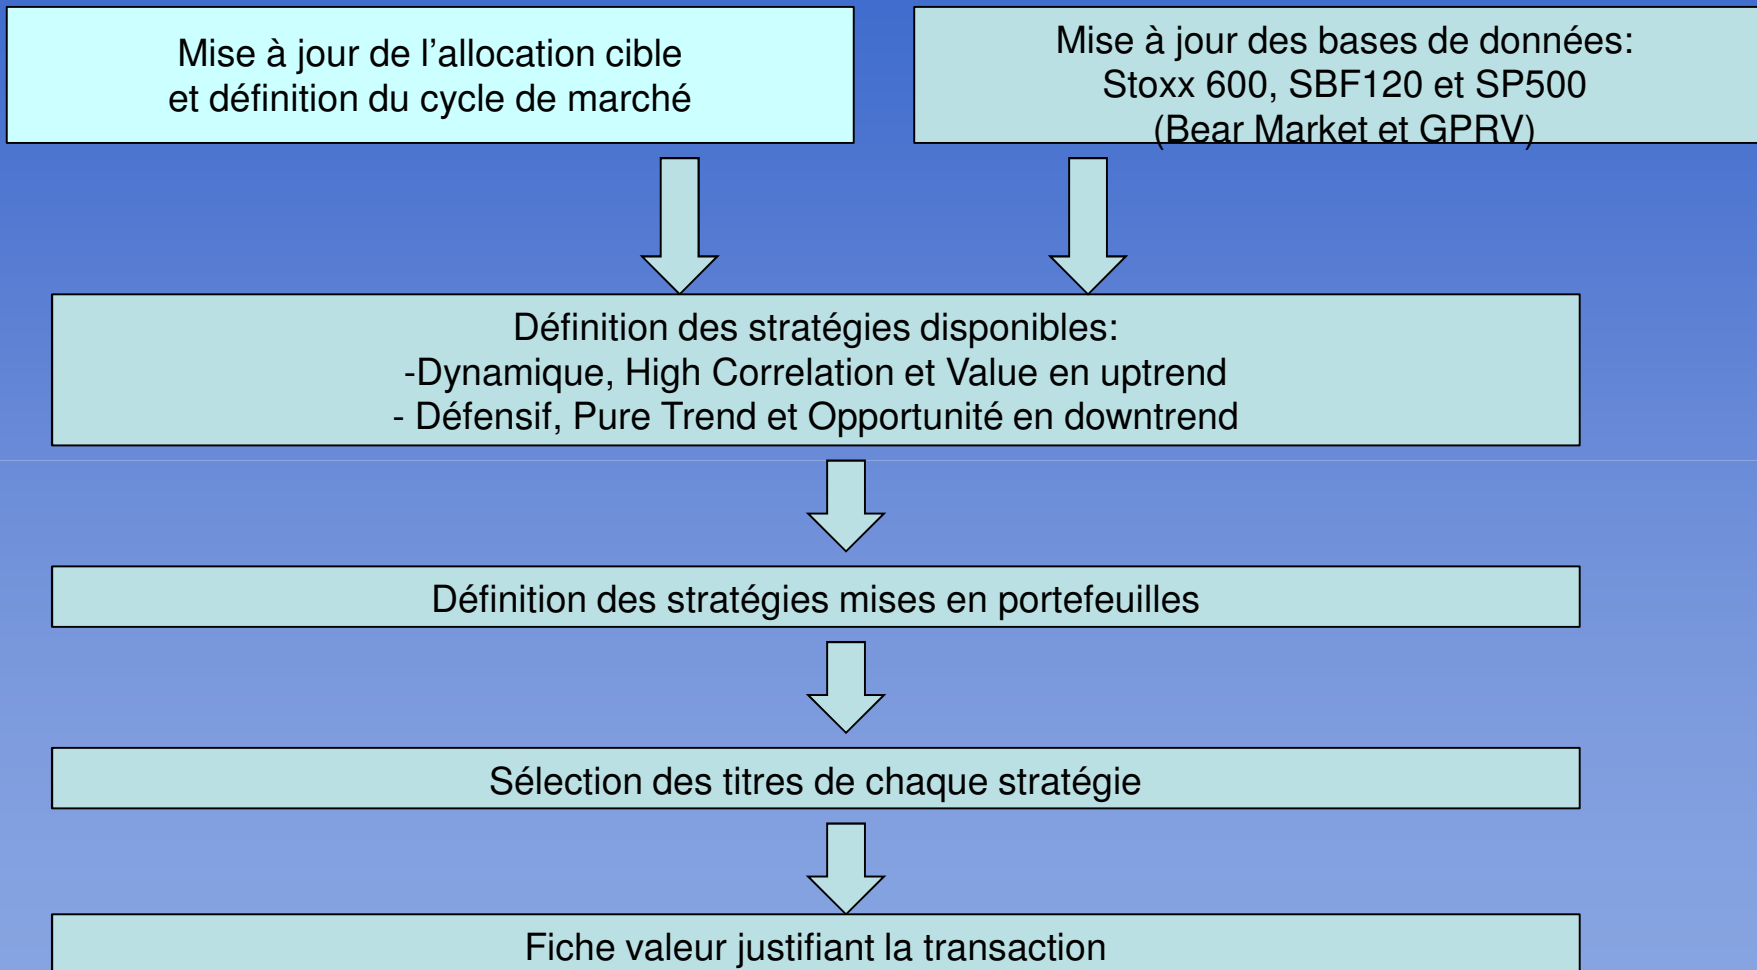 Mise à jour de l’allocation cible
et définition du cycle de marché
Mise à jour des bases de données:
Stoxx 600, SBF120 et SP500
(Bear Market et GPRV)
Définition des stratégies disponibles:
-Dynamique, High Correlation et Value en uptrend
- Défensif, Pure Trend et Opportunité en downtrend
Définition des stratégies mises en portefeuilles
Sélection des titres de chaque stratégie
Fiche valeur justifiant la transaction